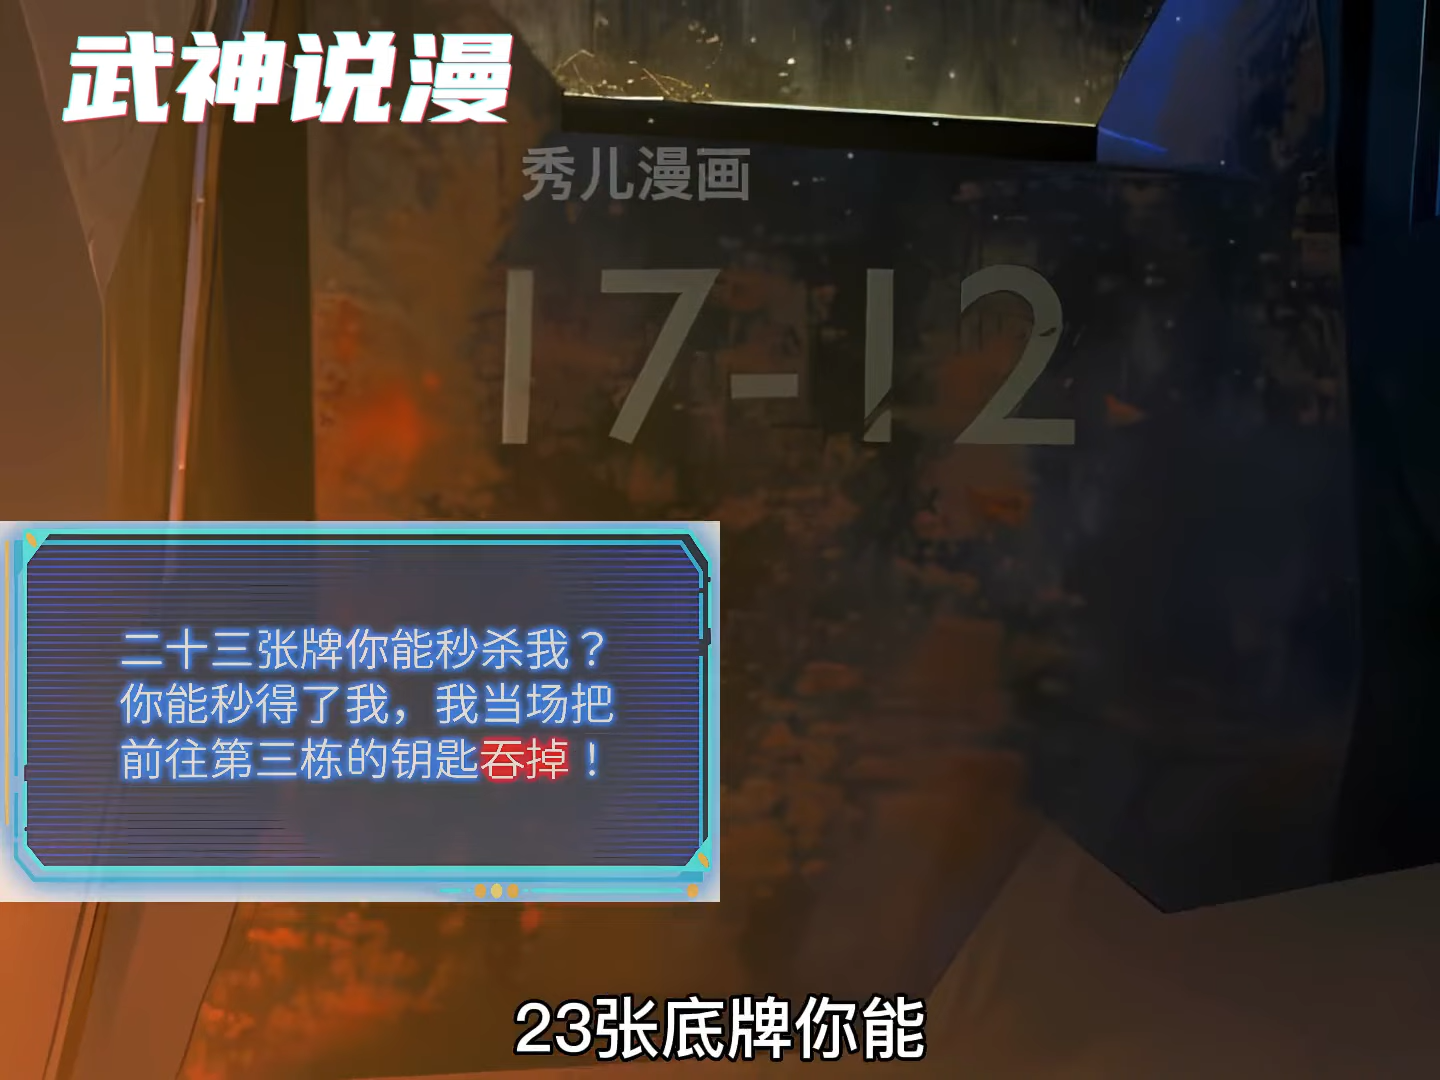 武神说漫
秀儿漫画
17-12
二十三张牌你能秒杀我？
你能秒得了我，我当场把
前往第三栋的钥匙吞掉！
23张底牌你能